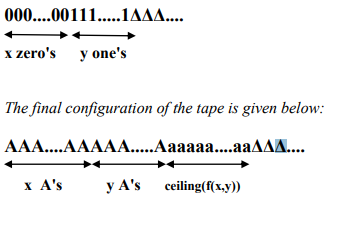 000....00111.....1ΔΔΔ....
x zero's y one's
The final configuration of the tape is given below:
AAA....AAAAA.....Aaaaaa....aaΔΔΔ....
x A's y A's ceiling(f(x,y))